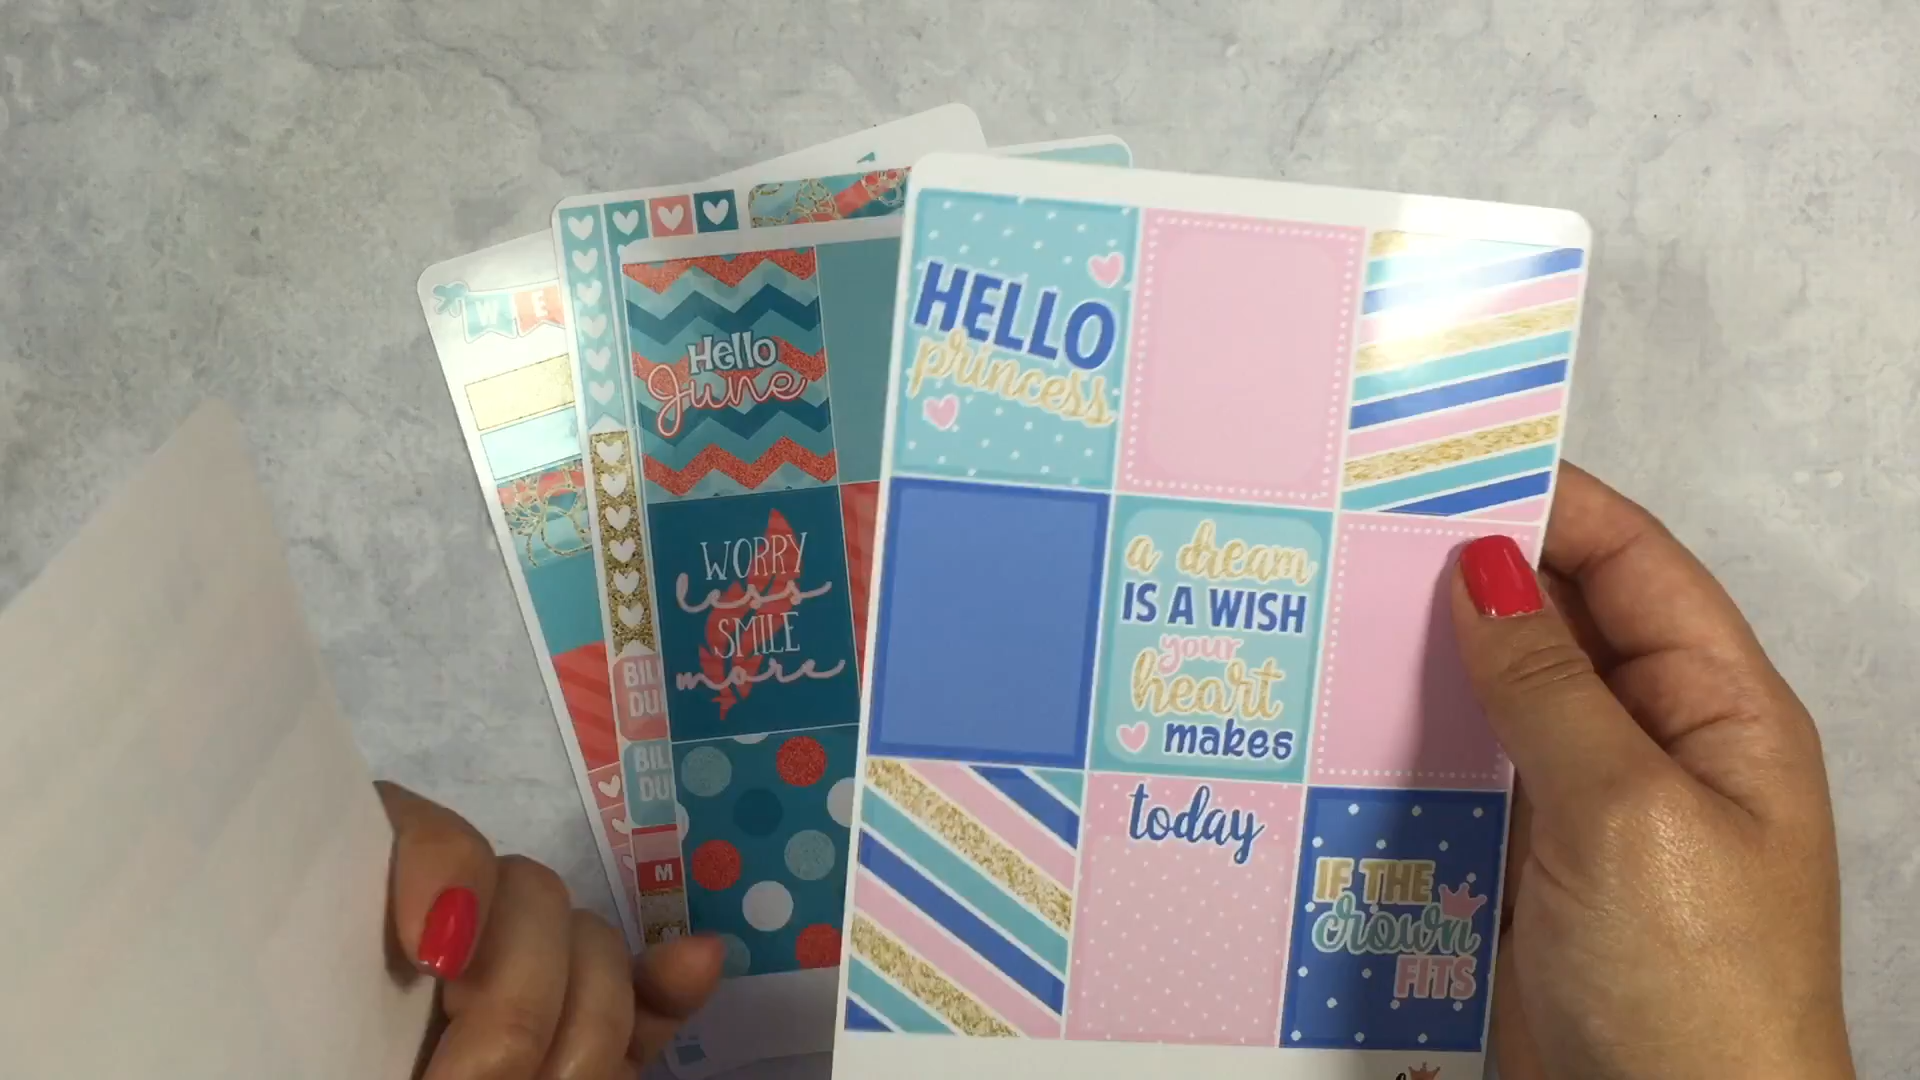 W E
Hello
June
WORRY
less
SMILE
more
M
HELLO
princess
a dream
IS A WISH
your
heart
makes
today
IF THE
crown
FITS